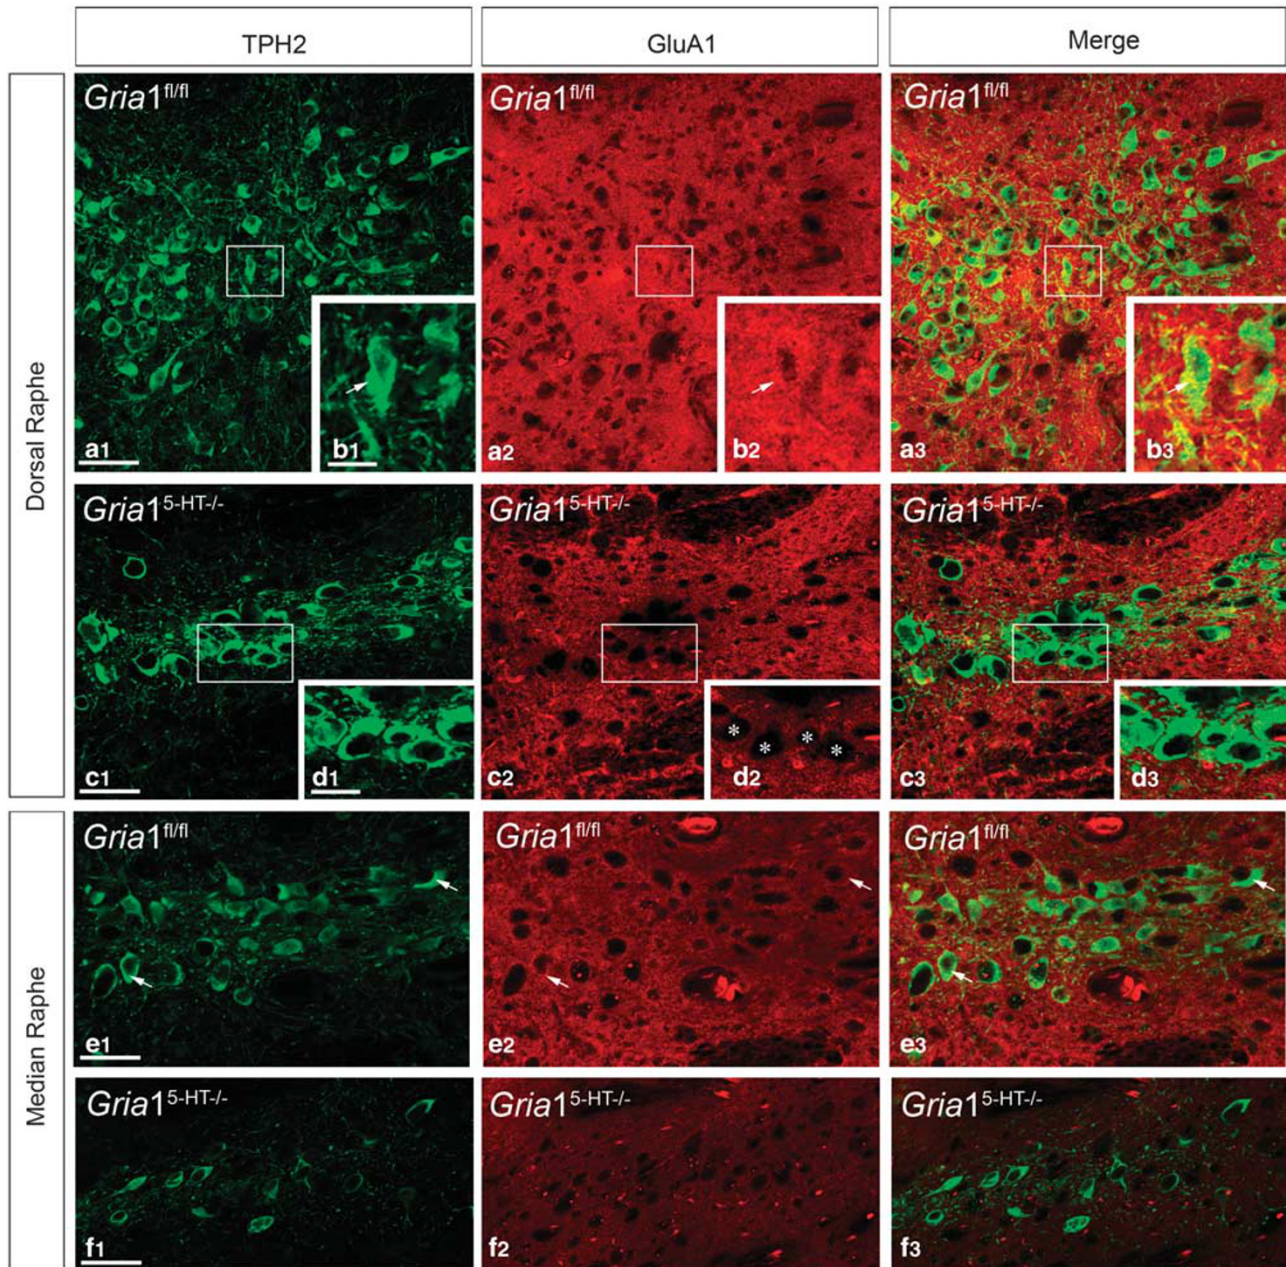 TPH2
GluA1
Merge
Dorsal Raphe
Gria1fl/fl
Gria1fl/fl
Gria1fl/fl
a1
b1
a2
b2
a3
b3
Gria15-HT-/-
Gria15-HT-/-
Gria15-HT-/-
c1
d1
c2
* * * *
d2
c3
d3
Median Raphe
Gria1fl/fl
Gria1fl/fl
Gria1fl/fl
e1
e2
e3
Gria15-HT-/-
Gria15-HT-/-
Gria15-HT-/-
f1
f2
f3